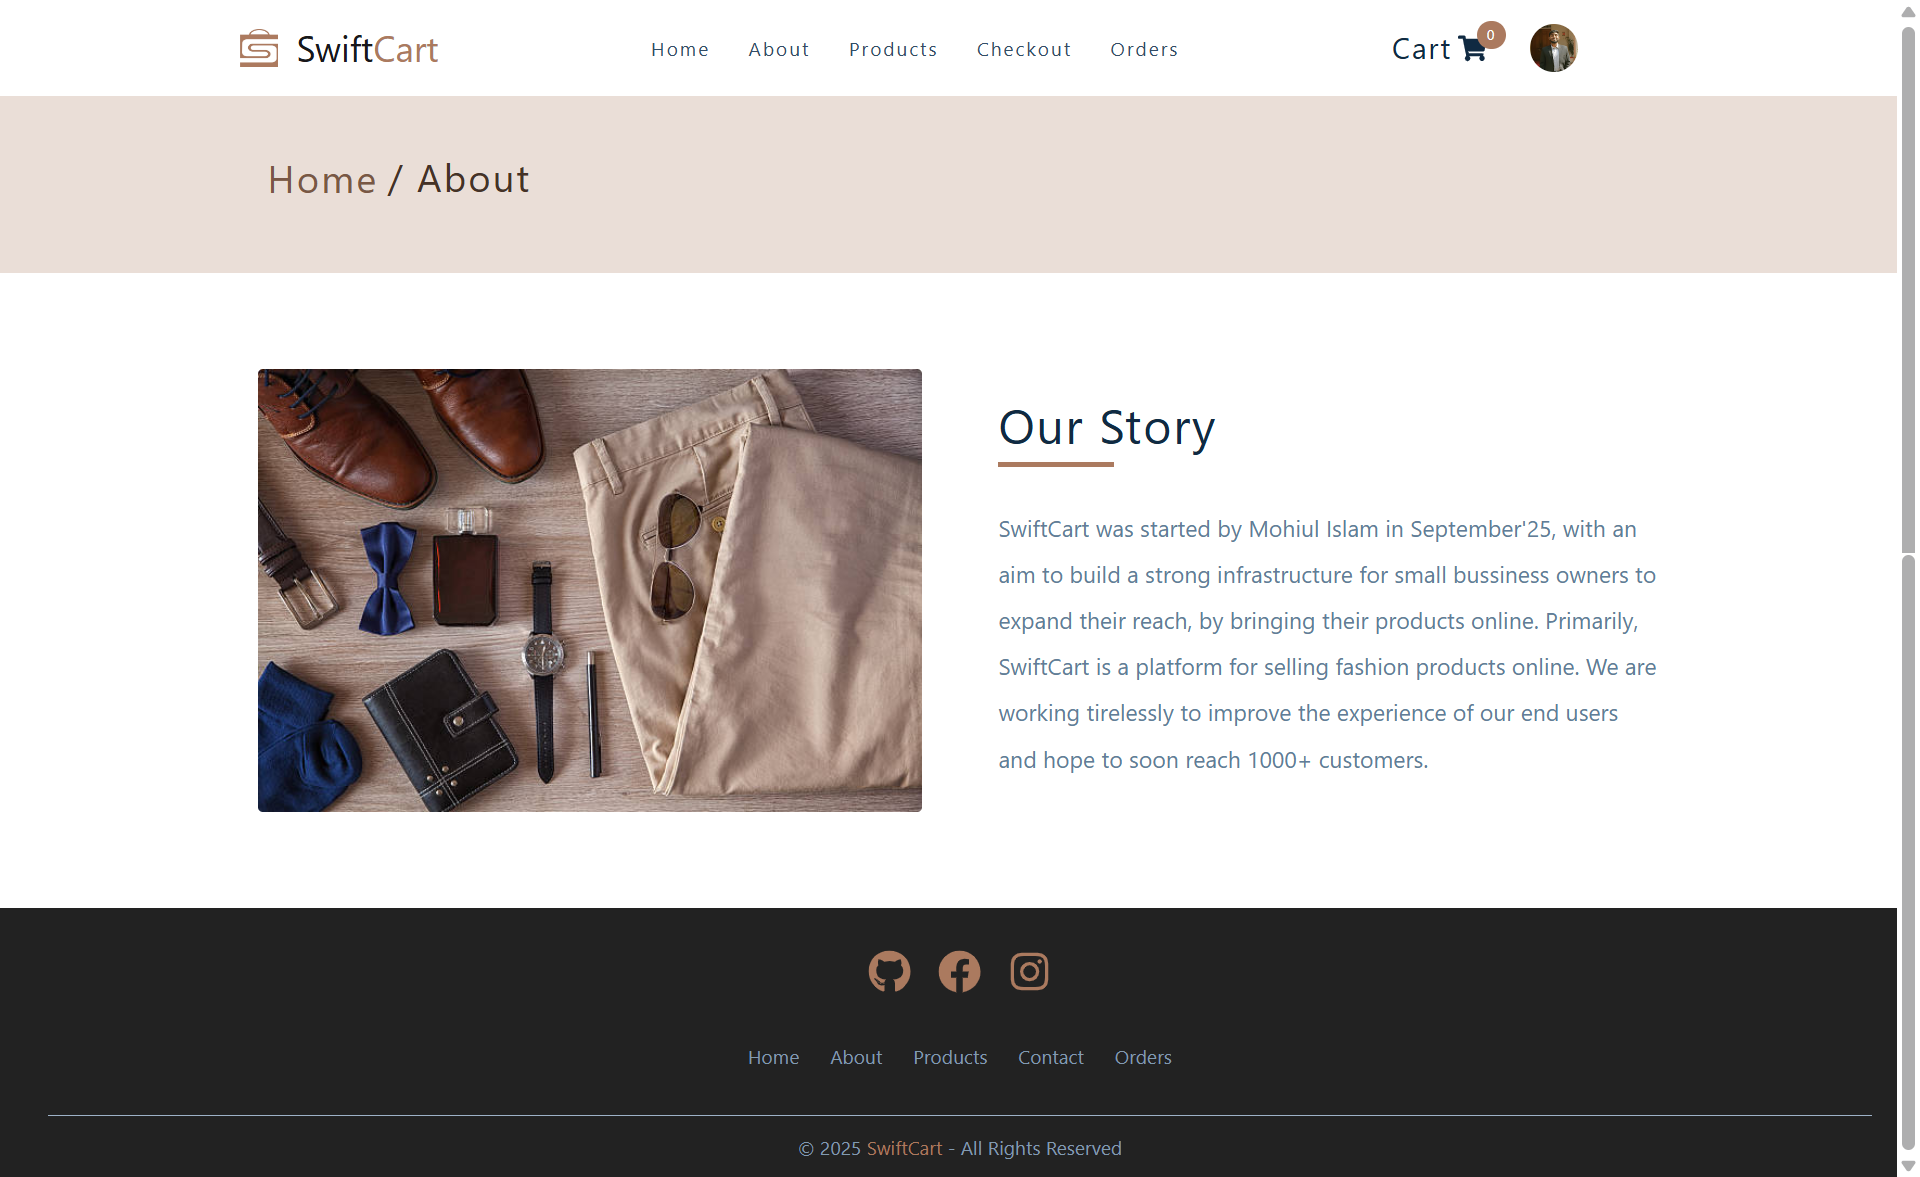 SwiftCart
Home About Products Checkout Orders
Cart 0
Home / About
Our Story
SwiftCart was started by Mohiul Islam in September'25, with an
aim to build a strong infrastructure for small bussiness owners to
expand their reach, by bringing their products online. Primarily,
SwiftCart is a platform for selling fashion products online. We are
working tirelessly to improve the experience of our end users
and hope to soon reach 1000+ customers.
Home About Products Contact Orders
© 2025 SwiftCart - All Rights Reserved